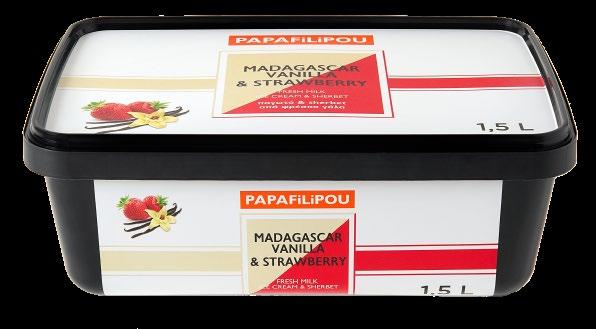 PAPAFiLiPOU
MADAGASCAR
VANILLA
& STRAWBERRY
FRESH MILK
ICE CREAM & SHERBET
παγωτό & sherbet
από φρέσκο γάλα
1,5 L
PAPAFiLiPOU
MADAGASCAR
VANILLA
& STRAWBERRY
FRESH MILK
ICE CREAM & SHERBET
1,5 L